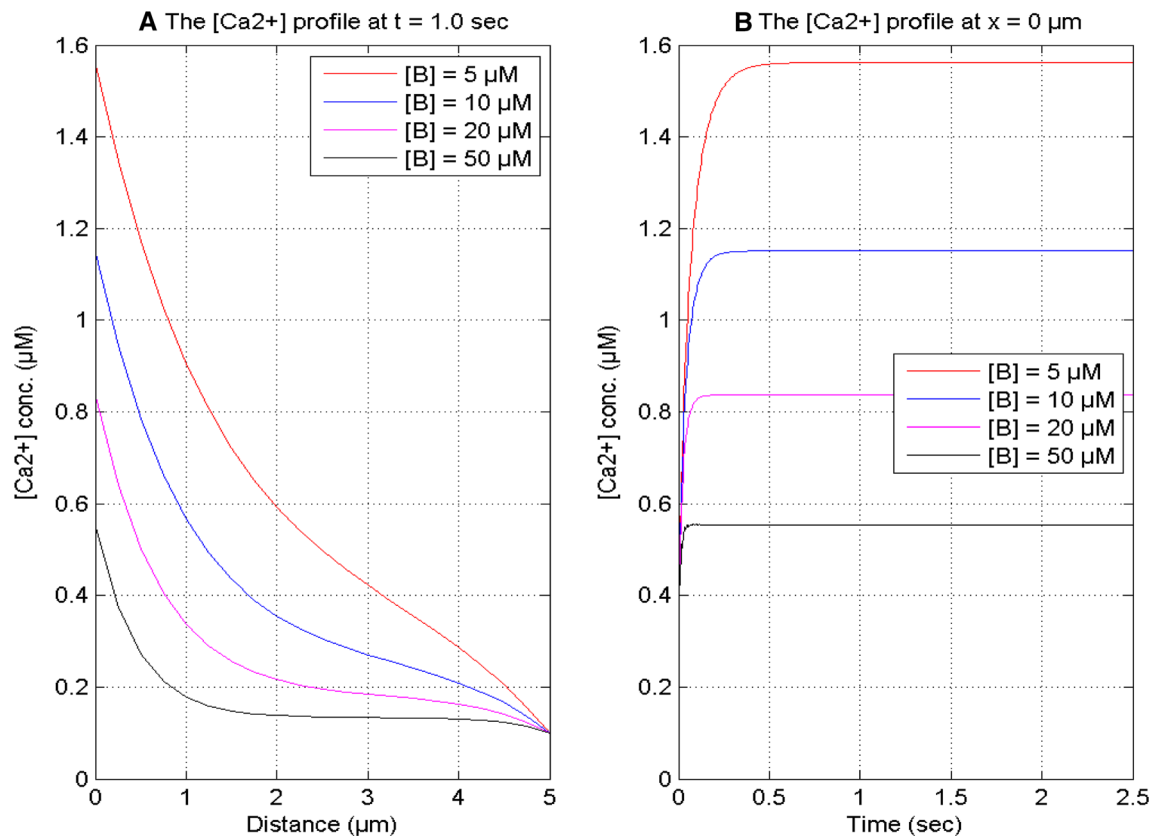 A The [Ca2+] profile at t = 1.0 sec
[Ca2+] conc. (µM)
1.6
1.4
1.2
1
0.8
0.6
0.4
0.2
0
[B] = 5 µM
[B] = 10 µM
[B] = 20 µM
[B] = 50 µM
0 1 2 3 4 5
Distance (µm)
B The [Ca2+] profile at x = 0 µm
[Ca2+] conc. (µM)
1.6
1.4
1.2
1
0.8
0.6
0.4
0.2
0
[B] = 5 µM
[B] = 10 µM
[B] = 20 µM
[B] = 50 µM
0 0.5 1 1.5 2 2.5
Time (sec)